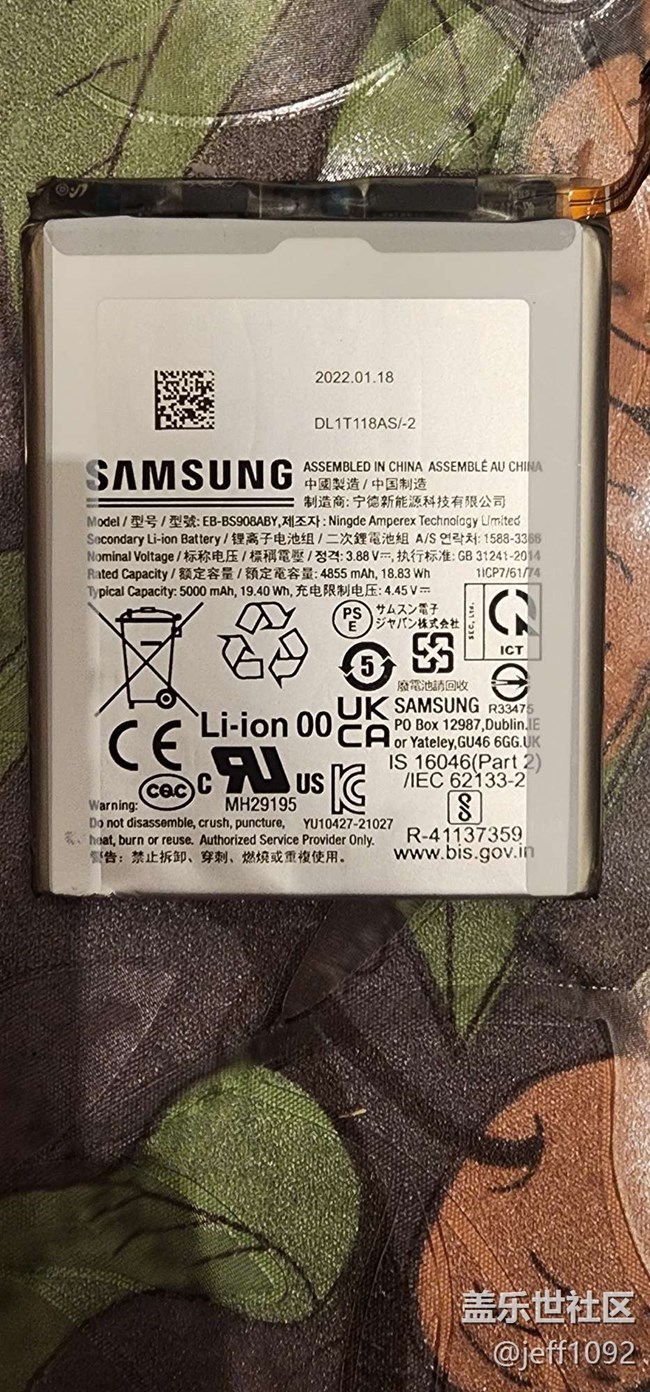 2022.01.18
DL1T118AS/-2
SAMSUNG
ASSEMBLED IN CHINA ASSEMBLÉ AU CHINA
中國製造 / 中国制造
制造商: 宁德新能源科技有限公司
Model / 型号 / 型號: EB-BS908ABY,제조자 : Ningde Amperex Technology Limited
Secondary Li-ion Battery / 锂离子电池组 / 二次鋰電池組 A/S 연락처: 1588-3366
Nominal Voltage / 标称电压 / 標稱電壓 / 정격: 3.88 V⎓, 执行标准: GB 31241-2014
Rated Capacity / 额定容量 / 額定電容量: 4855 mAh, 18.83 Wh
1ICP7/61/74
Typical Capacity: 5000 mAh, 19.40 Wh, 充电限制电压: 4.45 V⎓
PS
E
サムスン電子
ジャパン株式会社
SEC, Ltd.
ICT
5
廢電池請回收
R33475
Li-ion 00
UK
CA
SAMSUNG
PO Box 12987,Dublin.IE
or Yateley,GU46 6GG.UK
CE
IS 16046(Part 2)
/IEC 62133-2
CQC
C
US
MH29195
YU10427-21027
R-41137359
www.bis.gov.in
Warning:
Do not disassemble, crush, puncture,
heat, burn or reuse. Authorized Service Provider Only.
警告: 禁止拆卸、穿刺、燃燒或重複使用。
盖乐世社区
@jeff1092